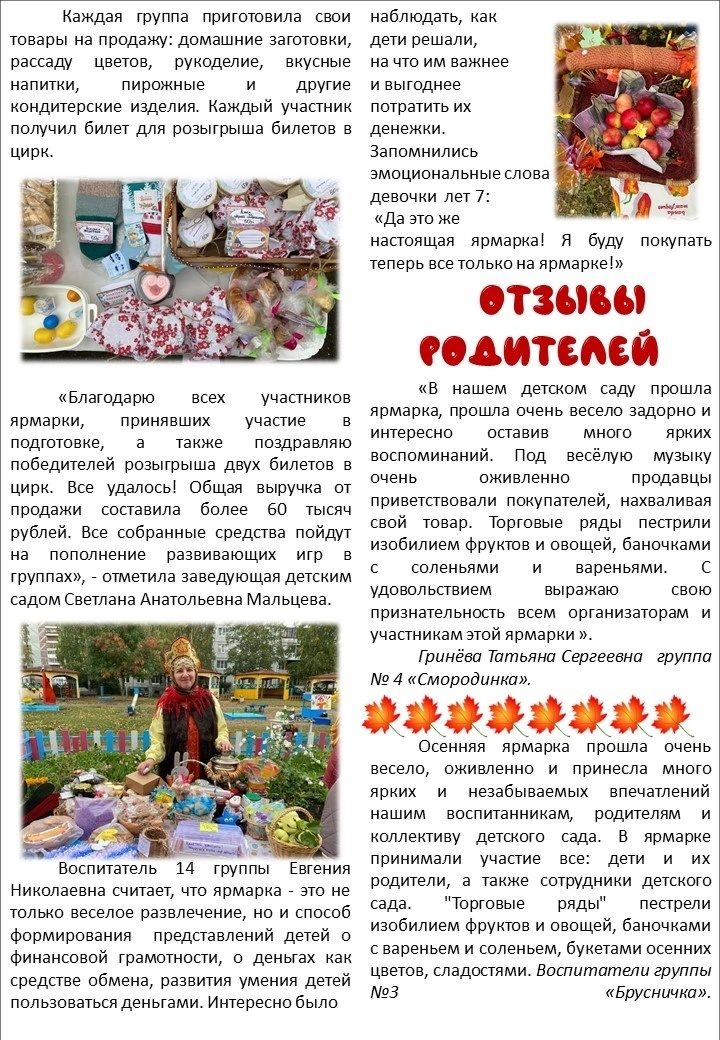 Каждая группа приготовила свои
товары на продажу: домашние заготовки,
рассаду цветов, рукоделие, вкусные
напитки, пирожные и другие
кондитерские изделия. Каждый участник
получил билет для розыгрыша билетов в
цирк.
«Благодарю всех участников
ярмарки, принявших участие в
подготовке, а также поздравляю
победителей розыгрыша двух билетов в
цирк. Все удалось! Общая выручка от
продажи составила более 60 тысяч
рублей. Все собранные средства пойдут
на пополнение развивающих игр в
группах», - отметила заведующая детским
садом Светлана Анатольевна Мальцева.
Воспитатель 14 группы Евгения
Николаевна считает, что ярмарка - это не
только веселое развлечение, но и способ
формирования представлений детей о
финансовой грамотности, о деньгах как
средстве обмена, развития умения детей
пользоваться деньгами. Интересно было
наблюдать, как
дети решали,
на что им важнее
и выгоднее
потратить их
денежки.
Запомнились
эмоциональные слова
девочки лет 7:
«Да это же
настоящая ярмарка! Я буду покупать
теперь все только на ярмарке!»
ОТЗЫВЫ
РОДИТЕЛЕЙ
«В нашем детском саду прошла
ярмарка, прошла очень весело задорно и
интересно оставив много ярких
воспоминаний. Под весёлую музыку
очень оживленно продавцы
приветствовали покупателей, нахваливая
свой товар. Торговые ряды пестрили
изобилием фруктов и овощей, баночками
с соленьями и вареньями. С
удовольствием выражаю свою
признательность всем организаторам и
участникам этой ярмарки ».
Гринёва Татьяна Сергеевна группа
№ 4 «Смородинка».
Осенняя ярмарка прошла очень
весело, оживленно и принесла много
ярких и незабываемых впечатлений
нашим воспитанникам, родителям и
коллективу детского сада. В ярмарке
принимали участие все: дети и их
родители, а также сотрудники детского
сада. "Торговые ряды" пестрели
изобилием фруктов и овощей, баночками
с вареньем и соленьем, букетами осенних
цветов, сладостями. Воспитатели группы
№3 «Брусничка».